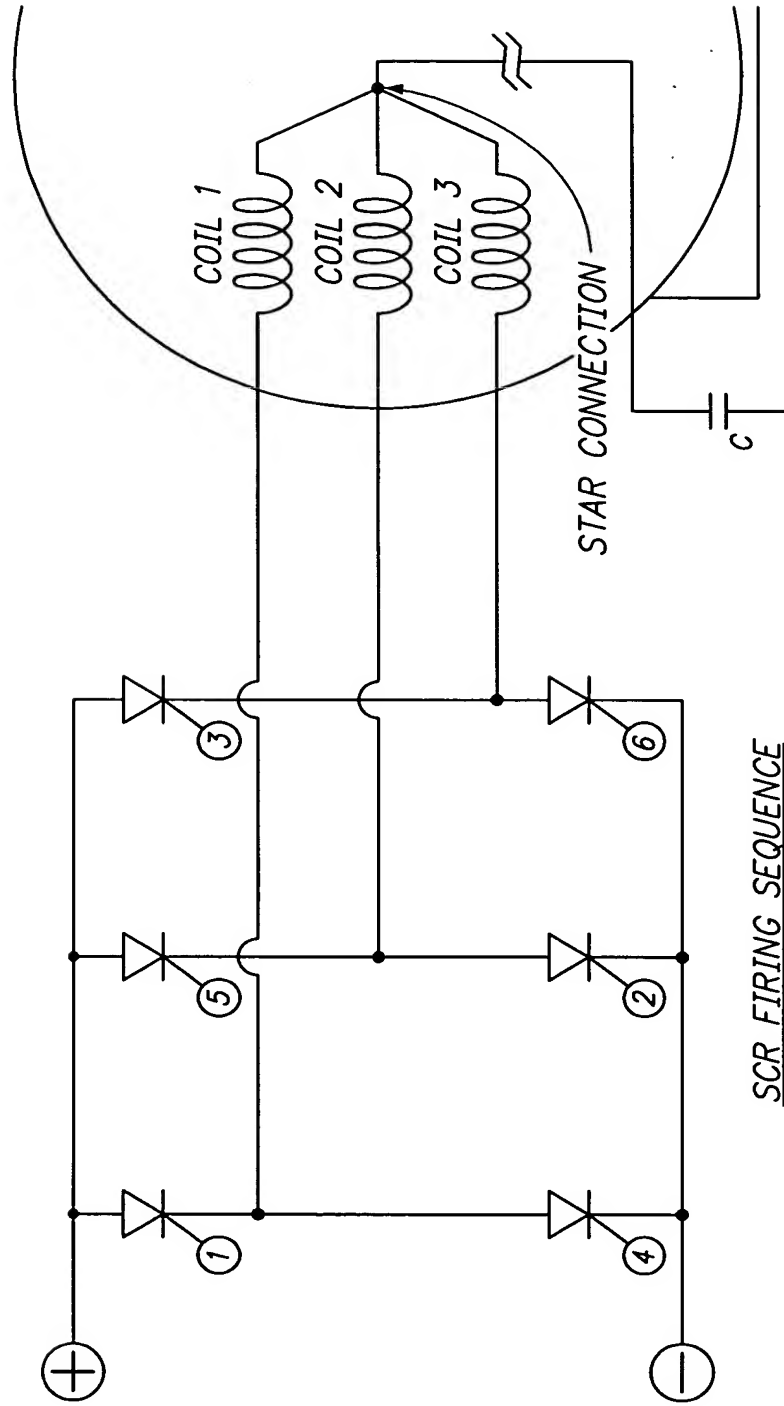 COIL 1
COIL 2
COIL 3
STAR CONNECTION
C
3
5
1
6
2
4
+
−
SCR FIRING SEQUENCE